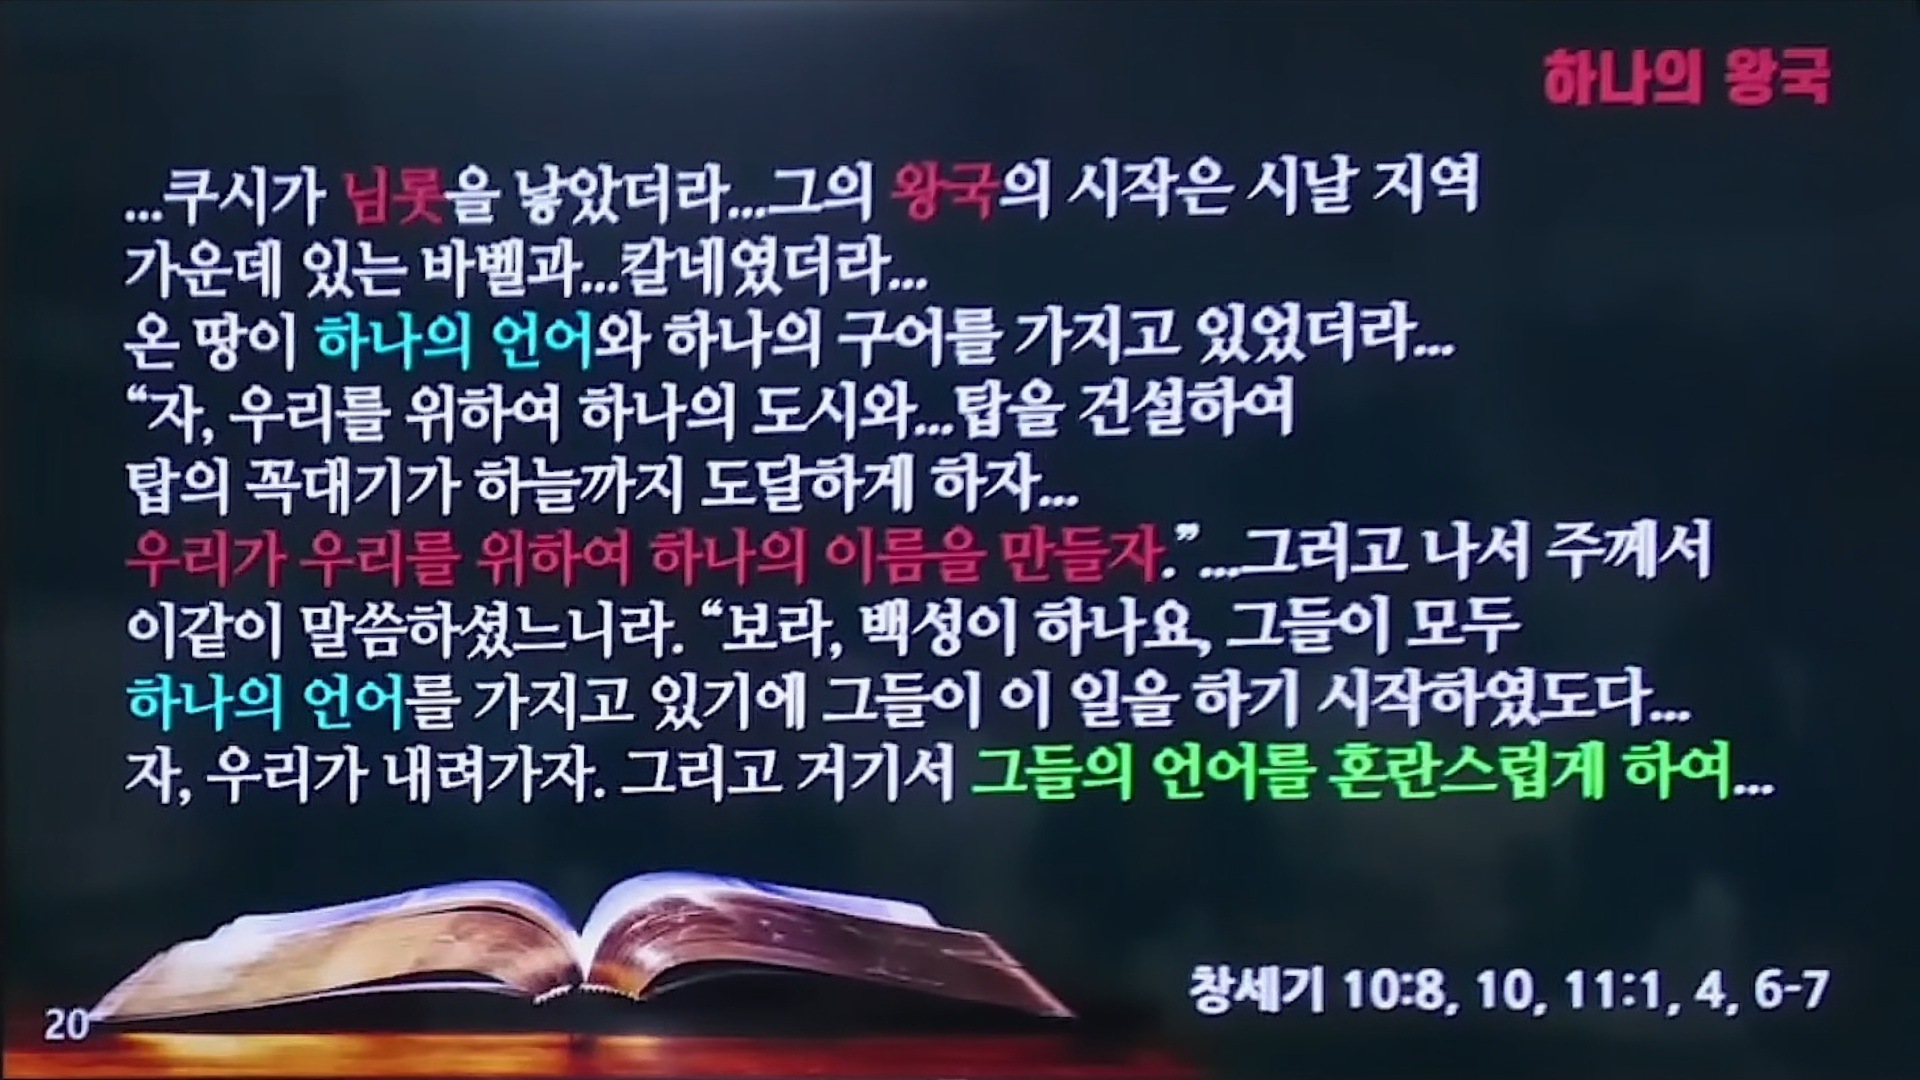 하나의 왕국
...쿠시가 님롯을 낳았더라...그의 왕국의 시작은 시날 지역
가운데 있는 바벨과...칼네였더라...
온 땅이 하나의 언어와 하나의 구어를 가지고 있었더라...
“자, 우리를 위하여 하나의 도시와...탑을 건설하여
탑의 꼭대기가 하늘까지 도달하게 하자...
우리가 우리를 위하여 하나의 이름을 만들자.”...그러고 나서 주께서
이같이 말씀하셨느니라. “보라, 백성이 하나요, 그들이 모두
하나의 언어를 가지고 있기에 그들이 이 일을 하기 시작하였도다...
자, 우리가 내려가자. 그리고 거기서 그들의 언어를 혼란스럽게 하여...
창세기 10:8, 10, 11:1, 4, 6-7
20